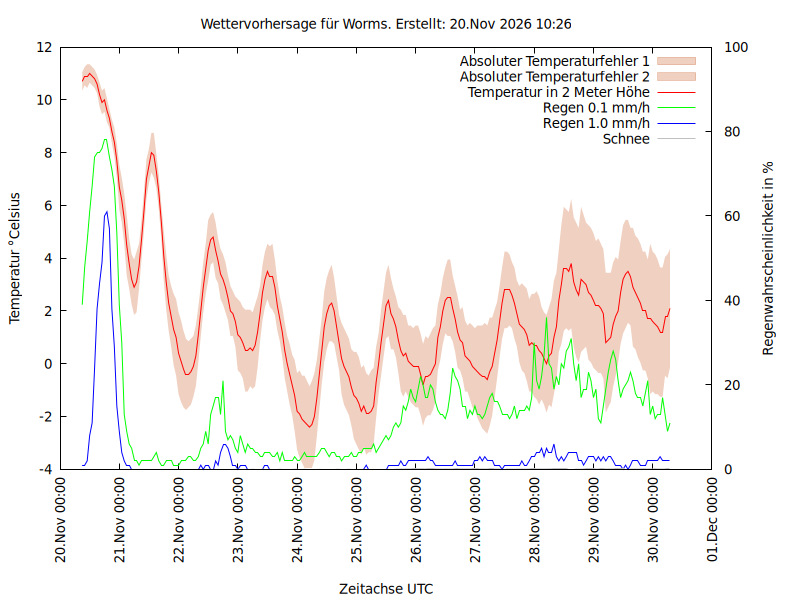 Wettervorhersage für Worms. Erstellt: 20.Nov 2026 10:26
Absoluter Temperaturfehler 1
Absoluter Temperaturfehler 2
Temperatur in 2 Meter Höhe
Regen 0.1 mm/h
Regen 1.0 mm/h
Schnee
Temperatur °Celsius
12
10
8
6
4
2
0
-2
-4
Regenwahrscheinlichkeit in %
100
80
60
40
20
0
20.Nov 00:00
21.Nov 00:00
22.Nov 00:00
23.Nov 00:00
24.Nov 00:00
25.Nov 00:00
26.Nov 00:00
27.Nov 00:00
28.Nov 00:00
29.Nov 00:00
30.Nov 00:00
01.Dec 00:00
Zeitachse UTC